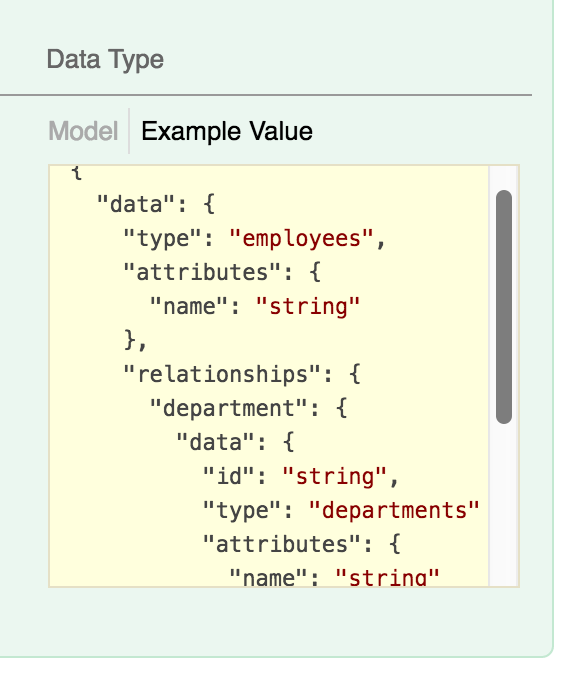 Data Type
Model Example Value
{
"data": {
"type": "employees",
"attributes": {
"name": "string"
},
"relationships": {
"department": {
"data": {
"id": "string",
"type": "departments"
"attributes": {
"name": "string"